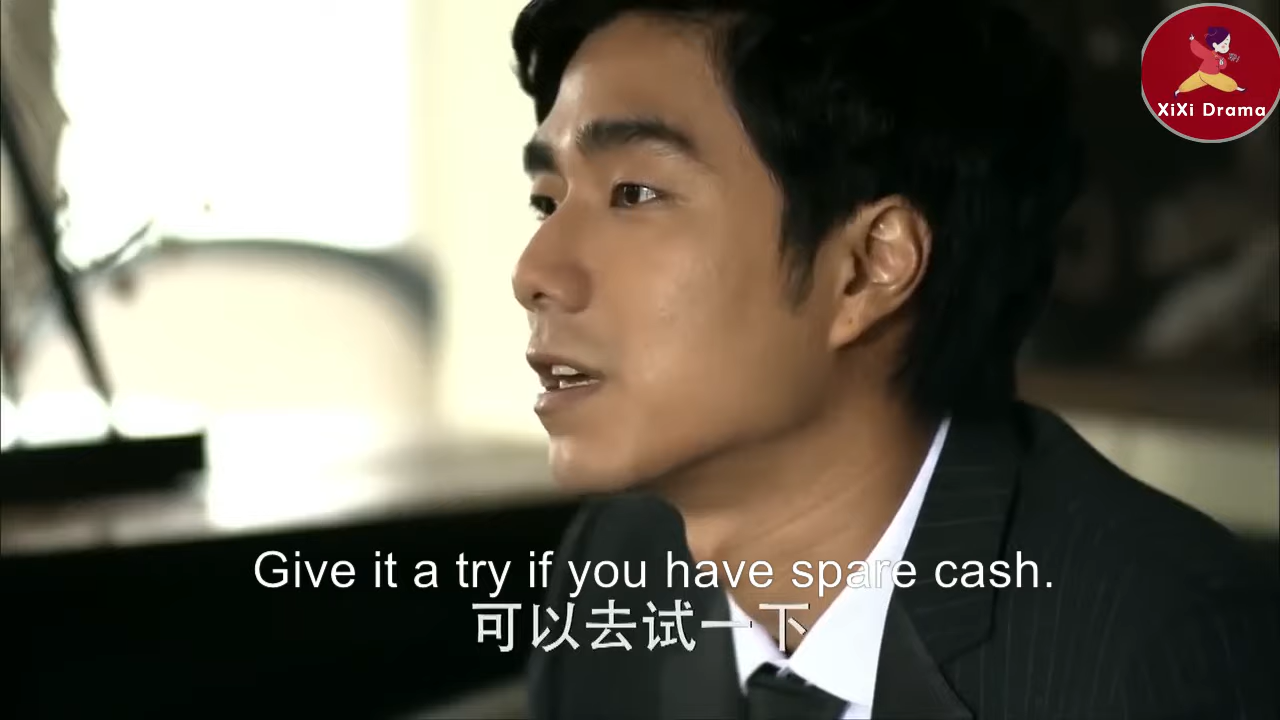 XiXi Drama
Give it a try if you have spare cash.
可以去试一下